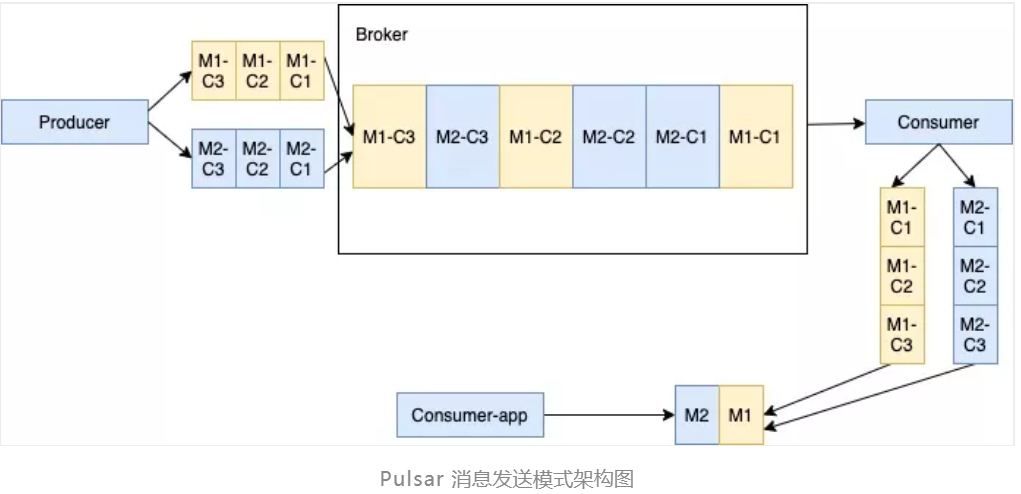 Broker
M1-
C3
M1-
C2
M1-
C1
Producer
M2-
C3
M2-
C2
M2-
C1
M1-C3
M2-C3
M1-C2
M2-C2
M2-C1
M1-C1
Consumer
M1-
C1
M1-
C2
M1-
C3
M2-
C1
M2-
C2
M2-
C3
Consumer-app
M2
M1
Pulsar 消息发送模式架构图